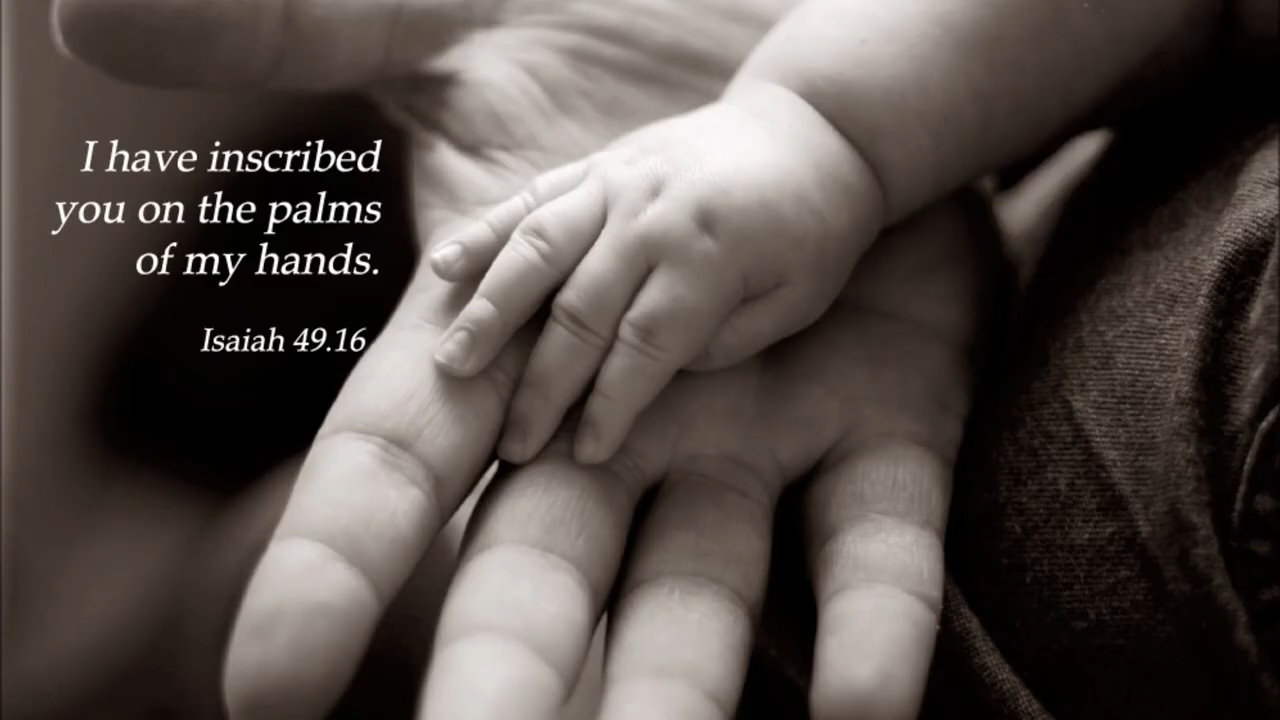 I have inscribed
you on the palms
of my hands.
Isaiah 49.16